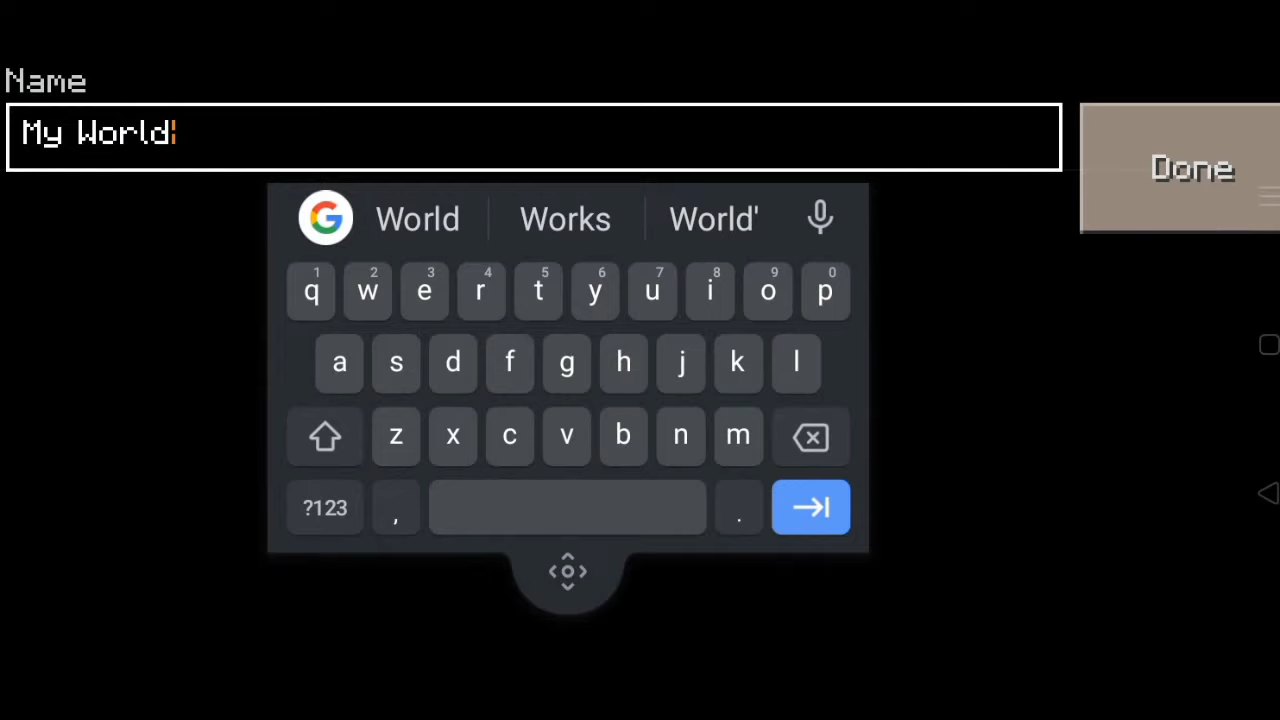 Name
My World
Done
World Works World'
1 2 3 4 5 6 7 8 9 0
q w e r t y u i o p
a s d f g h j k l
z x c v b n m
?123 , .